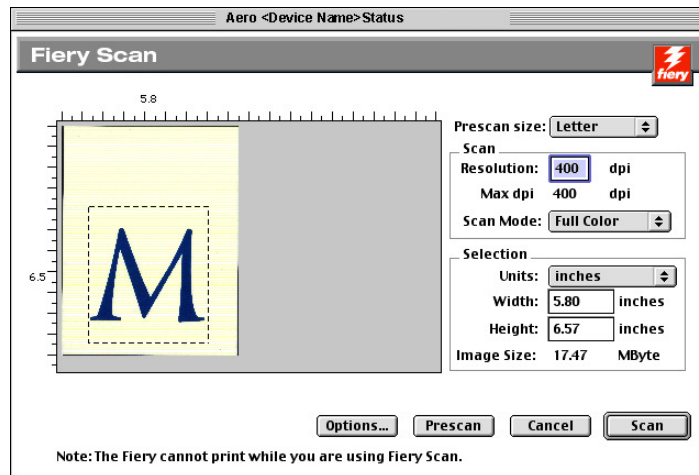 Aero <Device Name>Status
Fiery Scan
fiery
5.8
Prescan size: Letter
Scan
Resolution: 400 dpi
Max dpi 400 dpi
Scan Mode: Full Color
6.5
M
Selection
Units: inches
Width: 5.80 inches
Height: 6.57 inches
Image Size: 17.47 MByte
Options... Prescan Cancel Scan
Note: The Fiery cannot print while you are using Fiery Scan.